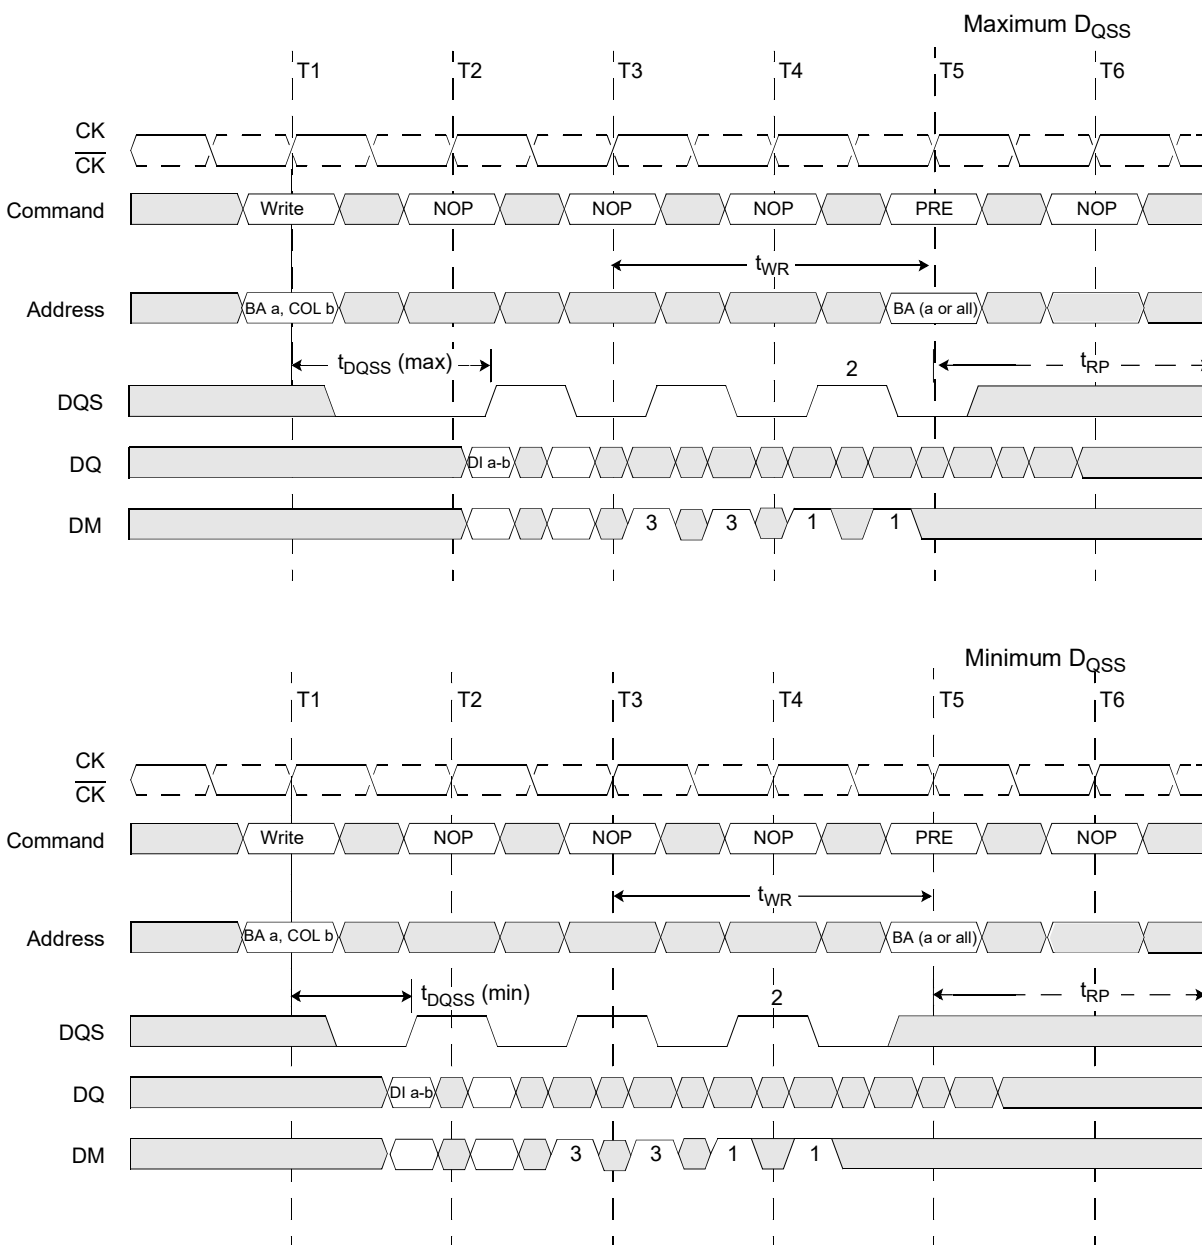 Maximum DQSS
T1 T2 T3 T4 T5 T6
CK
CK
Command Write NOP NOP NOP PRE NOP
tWR
Address BA a, COL b BA (a or all)
tDQSS (max) 2 tRP
DQS
DQ DI a-b
DM 3 3 1 1
Minimum DQSS
T1 T2 T3 T4 T5 T6
CK
CK
Command Write NOP NOP NOP PRE NOP
tWR
Address BA a, COL b BA (a or all)
tDQSS (min) 2 tRP
DQS
DQ DI a-b
DM 3 3 1 1